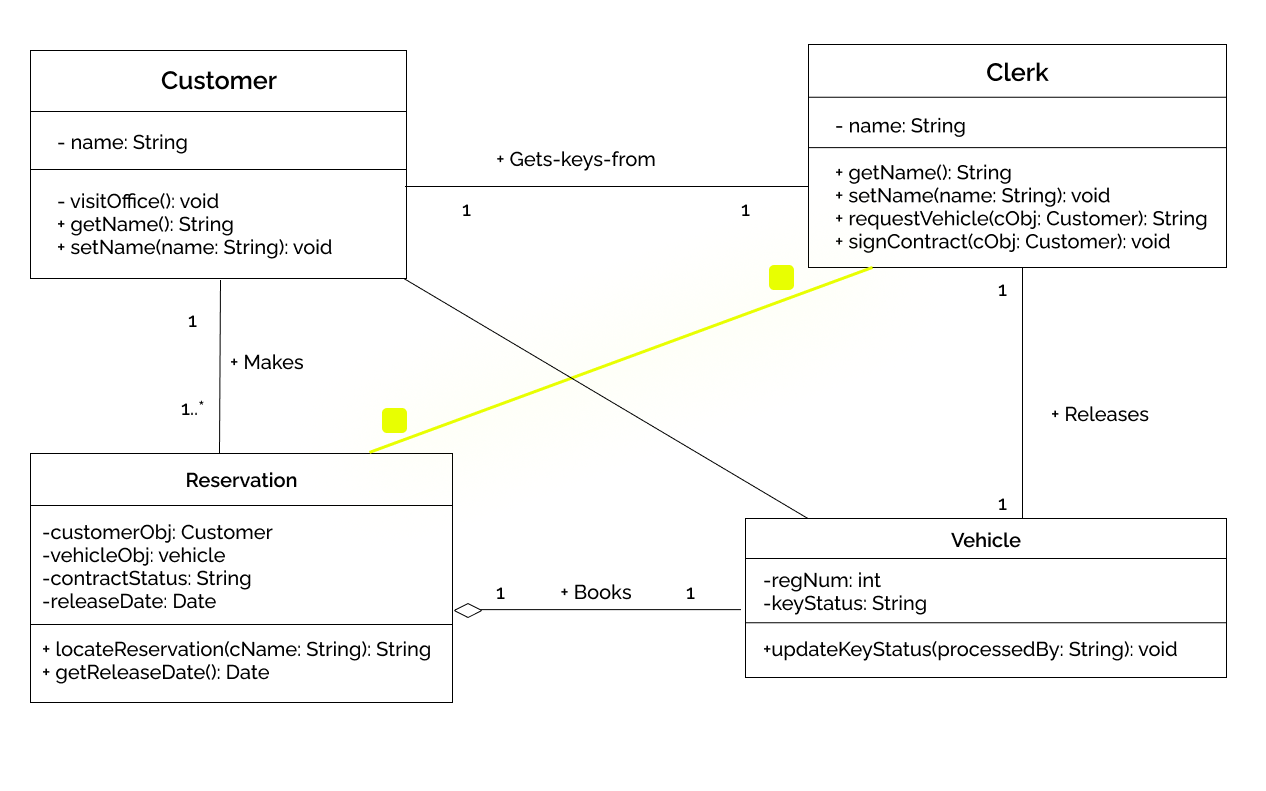 Customer
- name: String
- visitOffice(): void
+ getName(): String
+ setName(name: String): void
+ Gets-keys-from
1
1
Clerk
- name: String
+ getName(): String
+ setName(name: String): void
+ requestVehicle(cObj: Customer): String
+ signContract(cObj: Customer): void
1
+ Makes
1..*
1
+ Releases
1
Reservation
-customerObj: Customer
-vehicleObj: vehicle
-contractStatus: String
-releaseDate: Date
+ locateReservation(cName: String): String
+ getReleaseDate(): Date
1
+ Books
1
Vehicle
-regNum: int
-keyStatus: String
+updateKeyStatus(processedBy: String): void